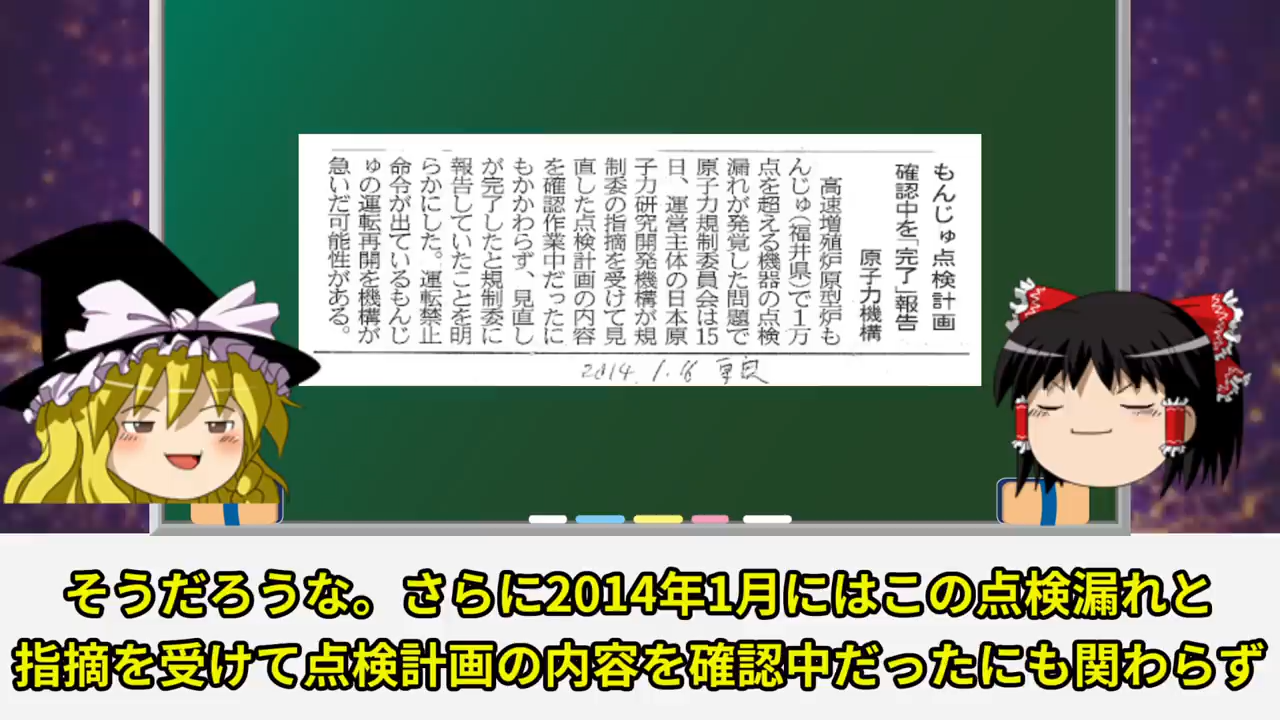 もんじゅ点検計画
確認中を「完了」報告
原子力機構
高速増殖炉原型炉も
んじゅ(福井県)で1万
点を超える機器の点検
漏れが発覚した問題で
原子力規制委員会は15
日、運営主体の日本原
子力研究開発機構が規
制委の指摘を受けて見
直した点検計画の内容
を確認作業中だったに
もかかわらず、見直し
が完了したと規制委に
報告していたことを明
らかにした。運転禁止
命令が出ているもんじ
ゅの運転再開を機構が
急いだ可能性がある。
2014.1.16
そうだろうな。さらに2014年1月にはこの点検漏れと
指摘を受けて点検計画の内容を確認中だったにも関わらず